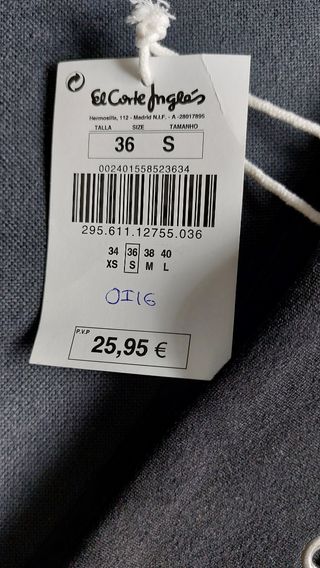 El Corte Inglés
Hermosilla, 112 - Madrid N.I.F. - A -28017895
TALLA SIZE TAMANHO
36 S
002401558523634
295.611.12755.036
34 36 38 40
XS S M L
OI16
P.V.P
25,95 €